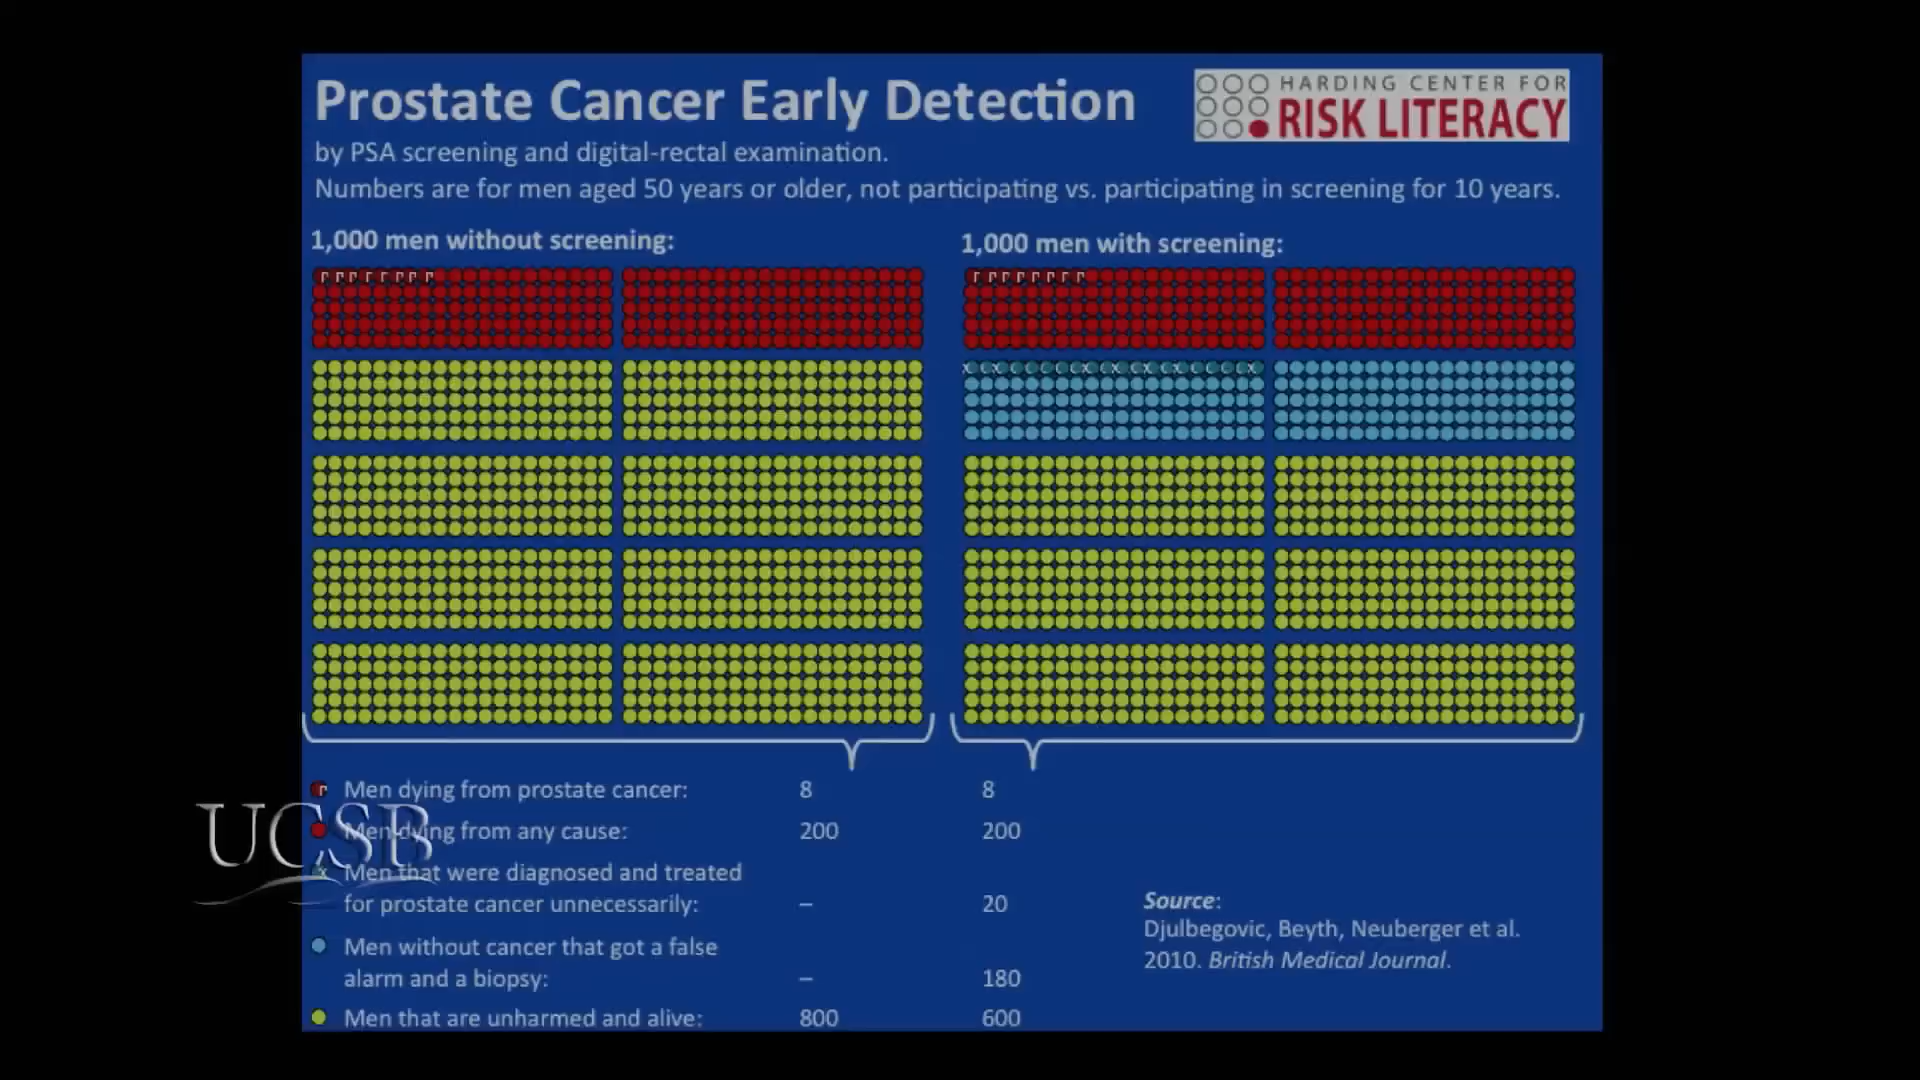 Prostate Cancer Early Detection
HARDING CENTER FOR
RISK LITERACY
by PSA screening and digital-rectal examination.
Numbers are for men aged 50 years or older, not participating vs. participating in screening for 10 years.
1,000 men without screening:
1,000 men with screening:
Men dying from prostate cancer: 8 8
Men dying from any cause: 200 200
Men that were diagnosed and treated
for prostate cancer unnecessarily: – 20
Men without cancer that got a false
alarm and a biopsy: – 180
Men that are unharmed and alive: 800 600
Source:
Djulbegovic, Beyth, Neuberger et al.
2010. British Medical Journal.
UCSB